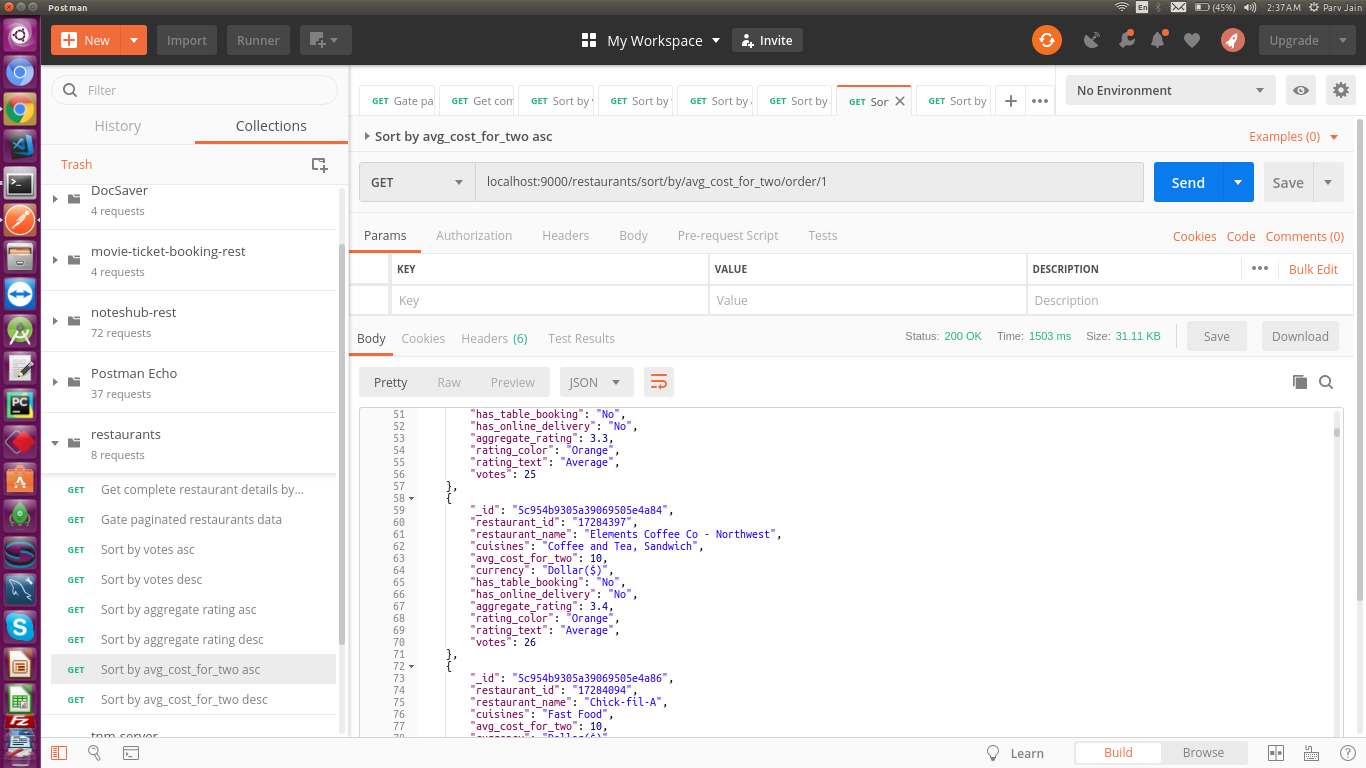 Postman
En
(45%)
2:37 AM
Parv Jain
New
Import
Runner
My Workspace
Invite
Upgrade
Filter
History
Collections
Trash
DocSaver
4 requests
movie-ticket-booking-rest
4 requests
noteshub-rest
72 requests
Postman Echo
37 requests
restaurants
8 requests
GET Get complete restaurant details by...
GET Gate paginated restaurants data
GET Sort by votes asc
GET Sort by votes desc
GET Sort by aggregate rating asc
GET Sort by aggregate rating desc
GET Sort by avg_cost_for_two asc
GET Sort by avg_cost_for_two desc
GET Gate pa
GET Get com
GET Sort by
GET Sort by
GET Sort by
GET Sort by
GET Sor
GET Sort by
No Environment
Sort by avg_cost_for_two asc
Examples (0)
GET
localhost:9000/restaurants/sort/by/avg_cost_for_two/order/1
Send
Save
Params Authorization Headers Body Pre-request Script Tests
Cookies Code Comments (0)
KEY VALUE DESCRIPTION
Bulk Edit
Key Value Description
Body Cookies Headers (6) Test Results
Status: 200 OK Time: 1503 ms Size: 31.11 KB
Save Download
Pretty Raw Preview JSON
51 "has_table_booking": "No",
52 "has_online_delivery": "No",
53 "aggregate_rating": 3.3,
54 "rating_color": "Orange",
55 "rating_text": "Average",
56 "votes": 25
57 },
58 {
59 "_id": "5c954b9305a39069505e4a84",
60 "restaurant_id": "17284397",
61 "restaurant_name": "Elements Coffee Co - Northwest",
62 "cuisines": "Coffee and Tea, Sandwich",
63 "avg_cost_for_two": 10,
64 "currency": "Dollar($)",
65 "has_table_booking": "No",
66 "has_online_delivery": "No",
67 "aggregate_rating": 3.4,
68 "rating_color": "Orange",
69 "rating_text": "Average",
70 "votes": 26
71 },
72 {
73 "_id": "5c954b9305a39069505e4a86",
74 "restaurant_id": "17284094",
75 "restaurant_name": "Chick-fil-A",
76 "cuisines": "Fast Food",
77 "avg_cost_for_two": 10,
Learn
Build
Browse